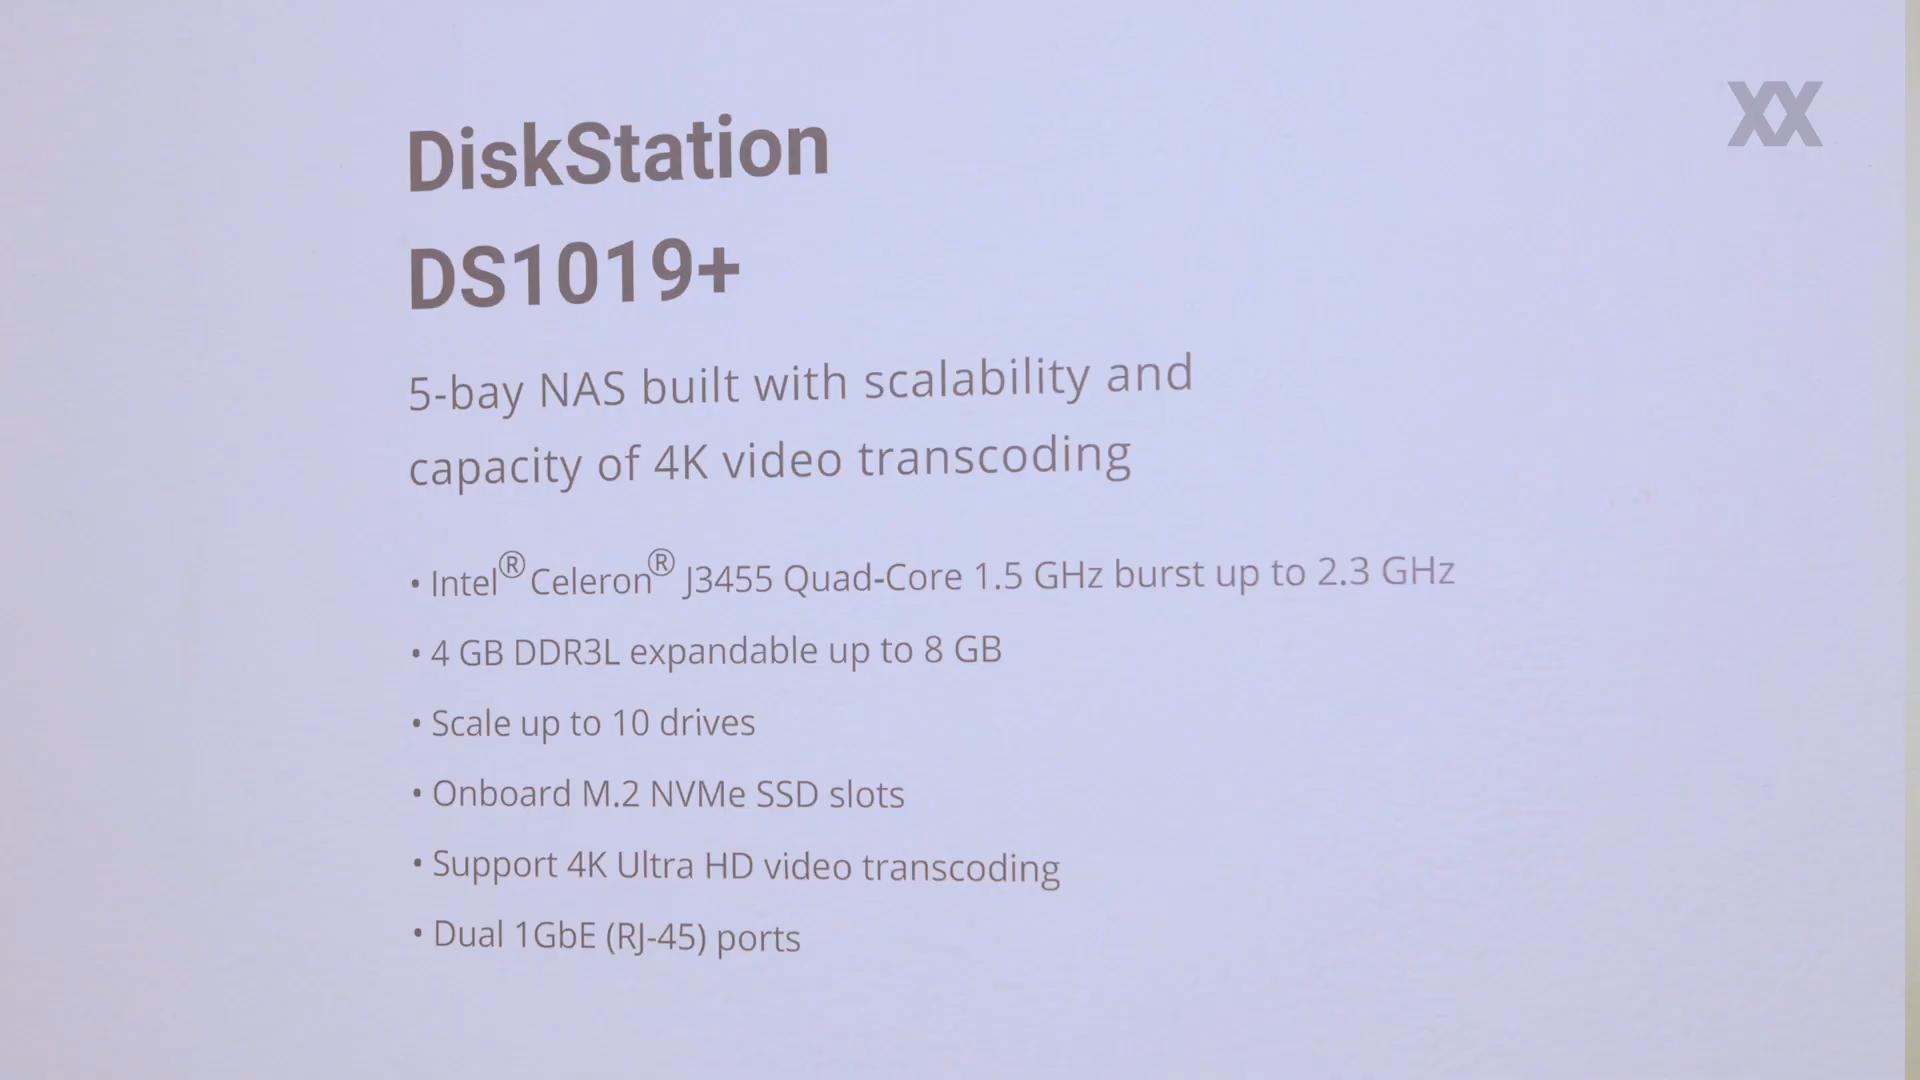 XX
DiskStation
DS1019+
5-bay NAS built with scalability and
capacity of 4K video transcoding
• Intel® Celeron® J3455 Quad-Core 1.5 GHz burst up to 2.3 GHz
• 4 GB DDR3L expandable up to 8 GB
• Scale up to 10 drives
• Onboard M.2 NVMe SSD slots
• Support 4K Ultra HD video transcoding
• Dual 1GbE (RJ-45) ports